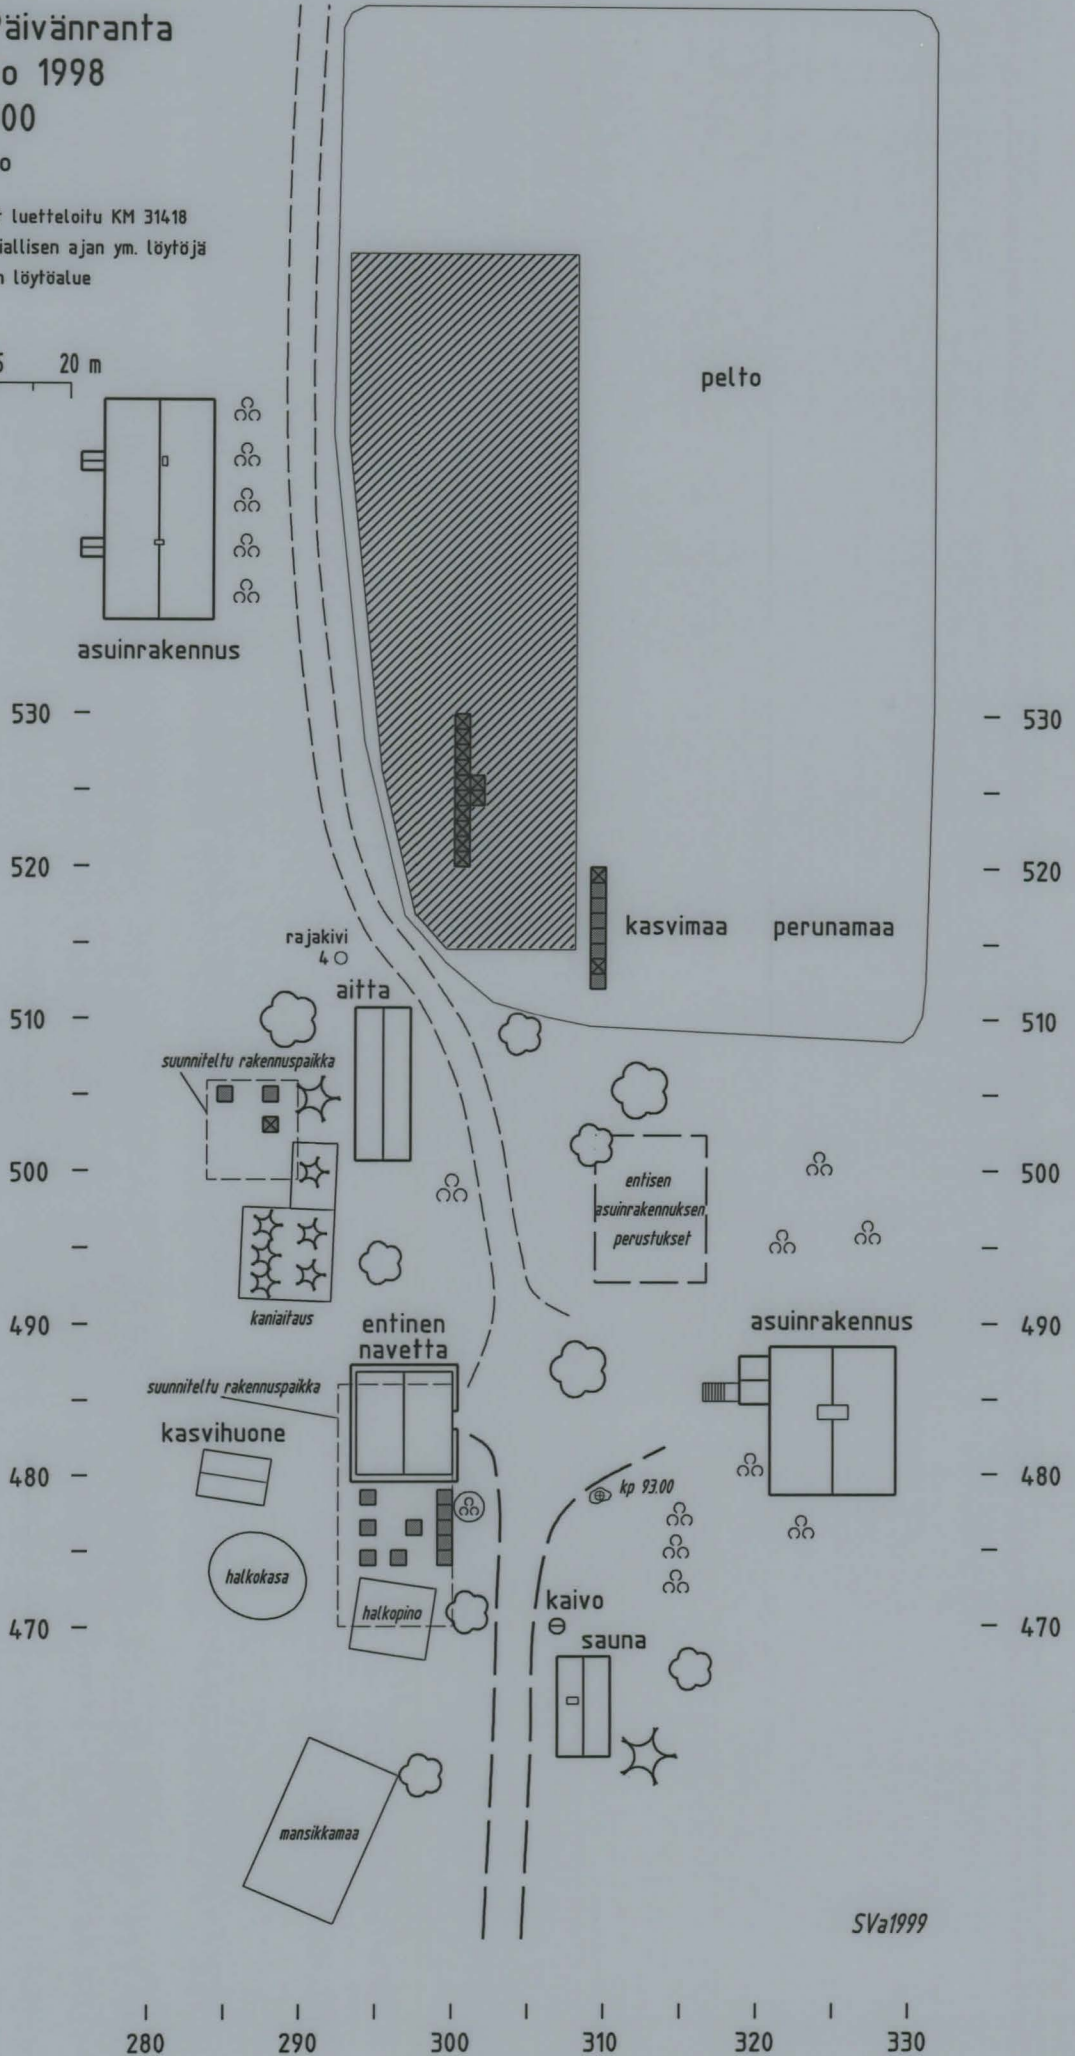 Päivänranta
o 1998
00
o
luetteloitu KM 31418
iallisen ajan ym. löytöjä
n löytöalue
5 20 m
pelto
asuinrakennus
530 530
520 520
kasvimaa perunamaa
rajakivi
4
aitta
510 510
suunniteltu rakennuspaikka
500 500
entisen
asuinrakennuksen
perustukset
kaniaitaus
490 490
entinen
navetta
asuinrakennus
suunniteltu rakennuspaikka
kasvihuone
480 480
kp 93.00
halkokasa
halkopino
kaivo
470 470
sauna
mansikkamaa
SVa1999
280 290 300 310 320 330